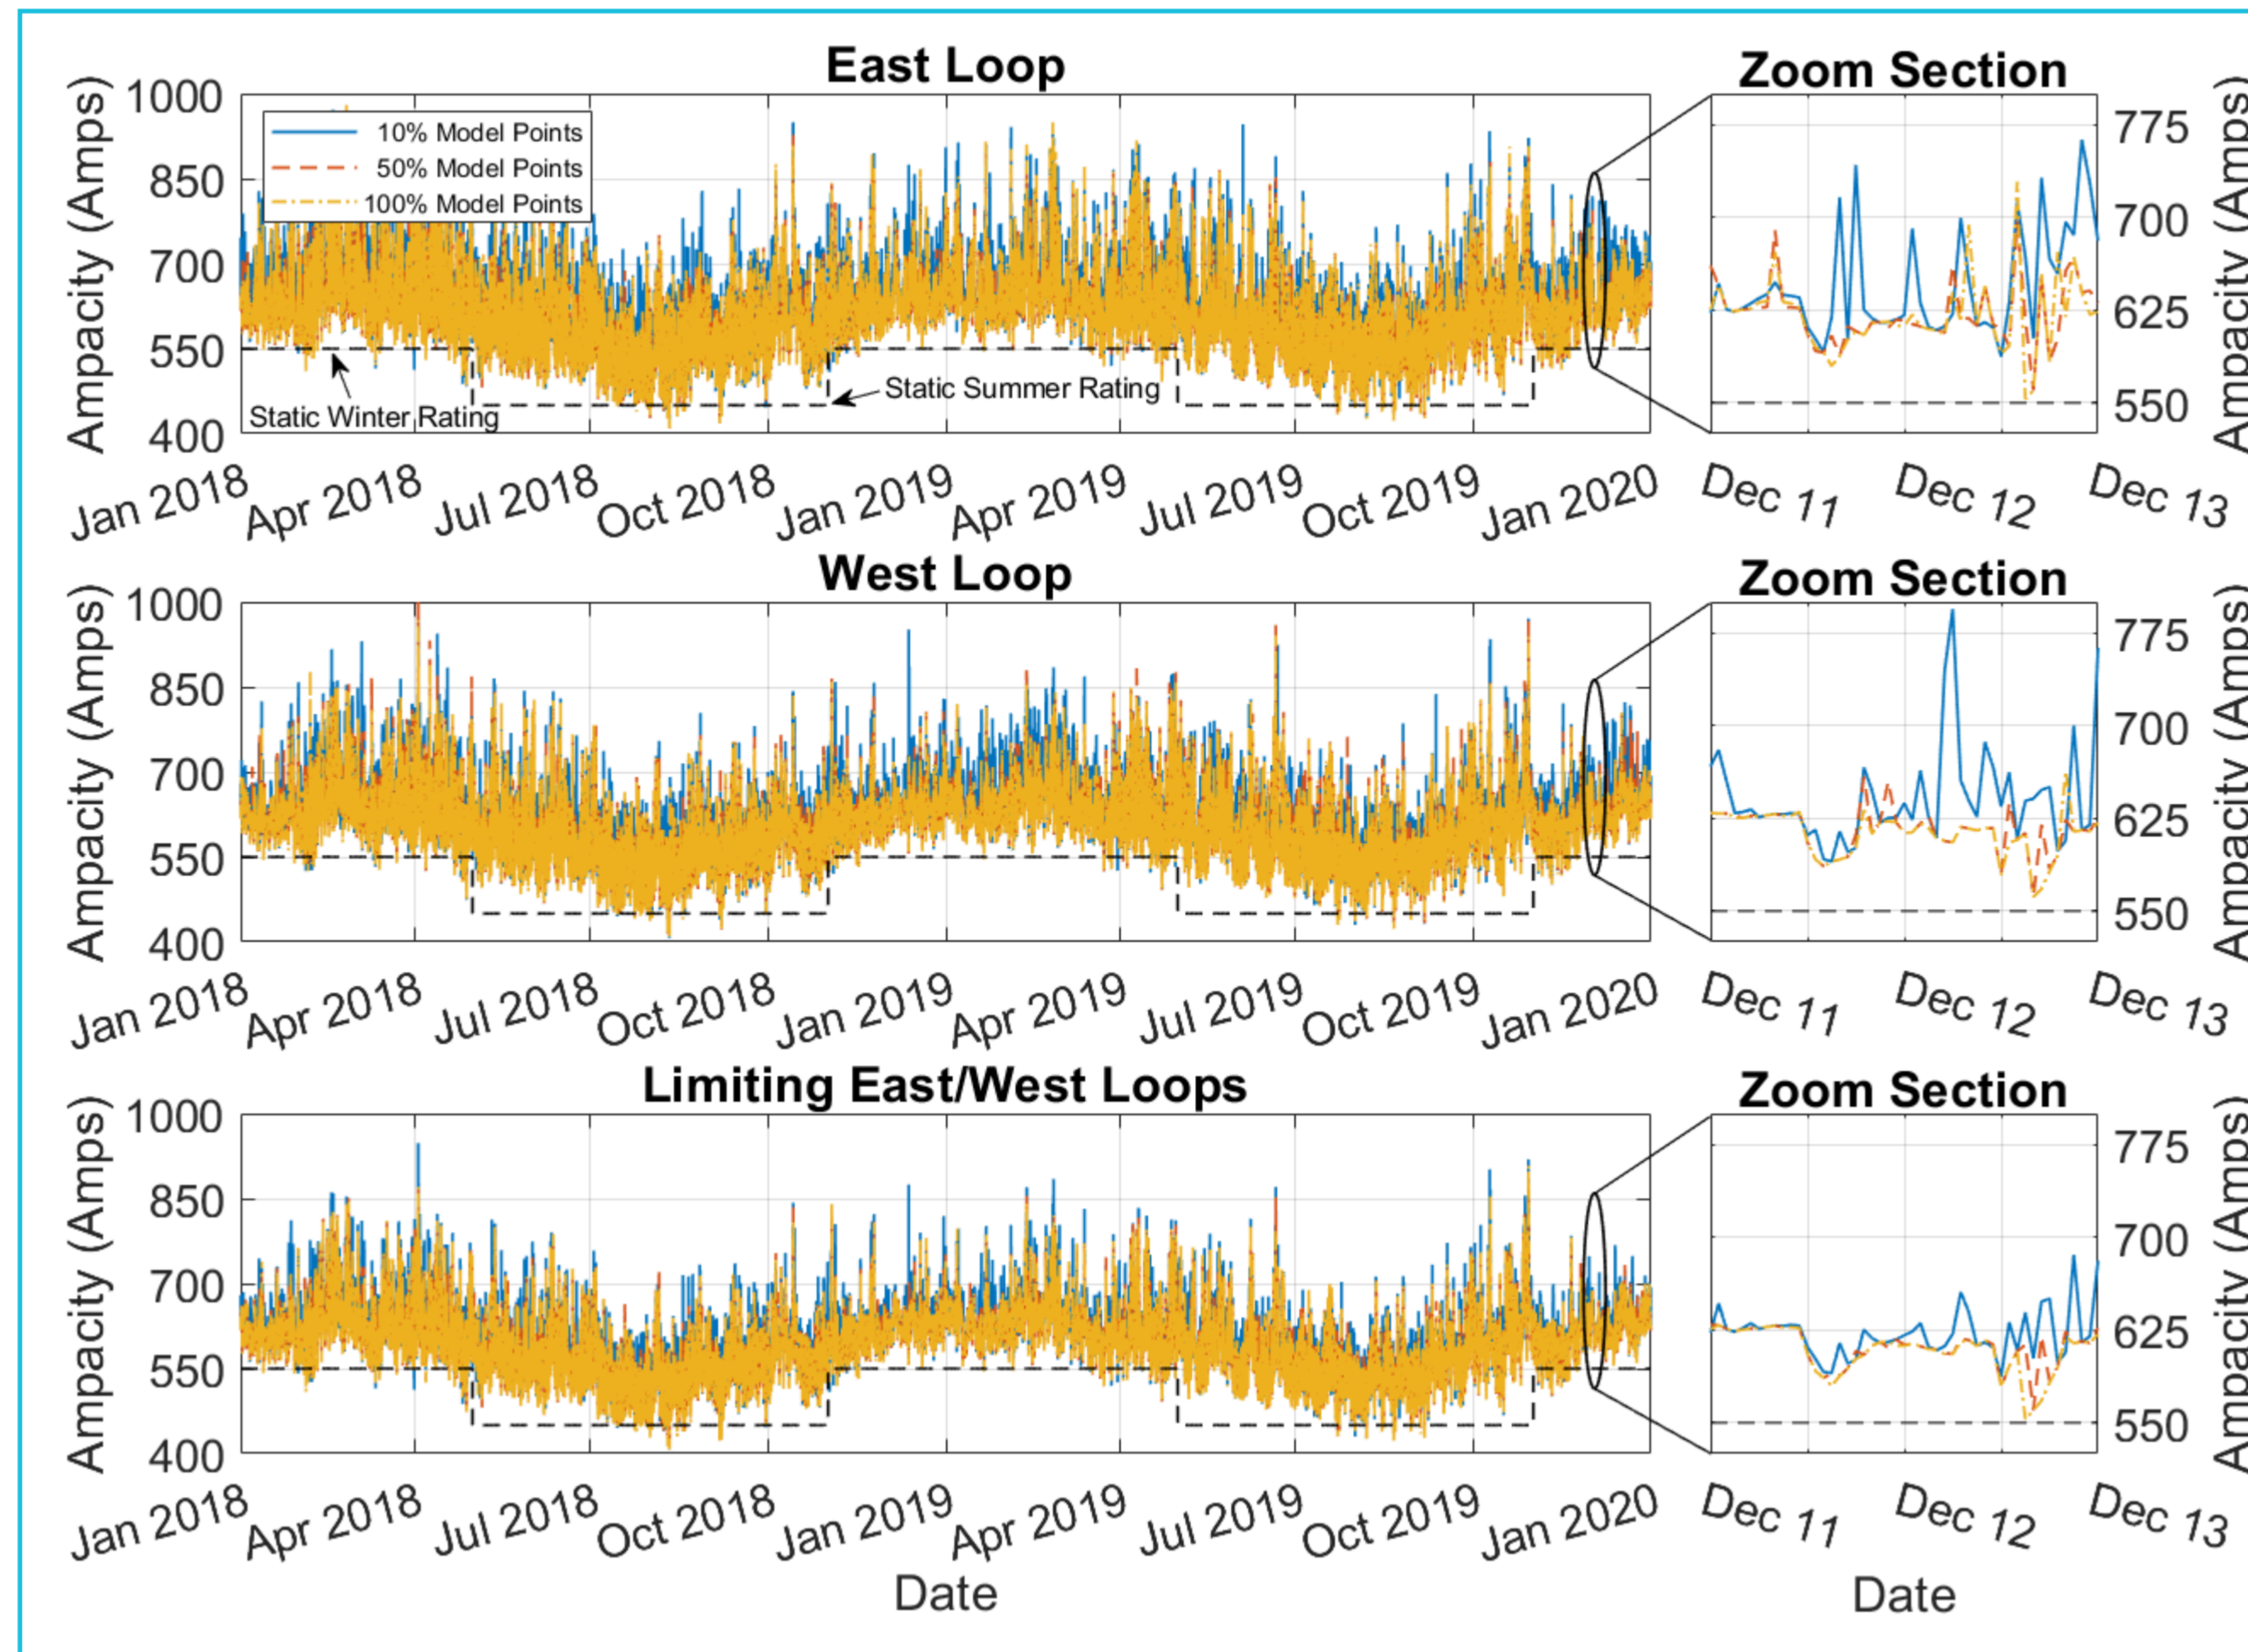 East Loop
Zoom Section
Ampacity (Amps)
1000
850
700
550
400
10% Model Points
50% Model Points
100% Model Points
Static Winter Rating
Static Summer Rating
775
700
625
550
Ampacity (Amps)
Jan 2018
Apr 2018
Jul 2018
Oct 2018
Jan 2019
Apr 2019
Jul 2019
Oct 2019
Jan 2020
Dec 11
Dec 12
Dec 13
West Loop
Zoom Section
Ampacity (Amps)
1000
850
700
550
400
775
700
625
550
Ampacity (Amps)
Jan 2018
Apr 2018
Jul 2018
Oct 2018
Jan 2019
Apr 2019
Jul 2019
Oct 2019
Jan 2020
Dec 11
Dec 12
Dec 13
Limiting East/West Loops
Zoom Section
Ampacity (Amps)
1000
850
700
550
400
775
700
625
550
Ampacity (Amps)
Jan 2018
Apr 2018
Jul 2018
Oct 2018
Jan 2019
Apr 2019
Jul 2019
Oct 2019
Jan 2020
Dec 11
Dec 12
Dec 13
Date
Date